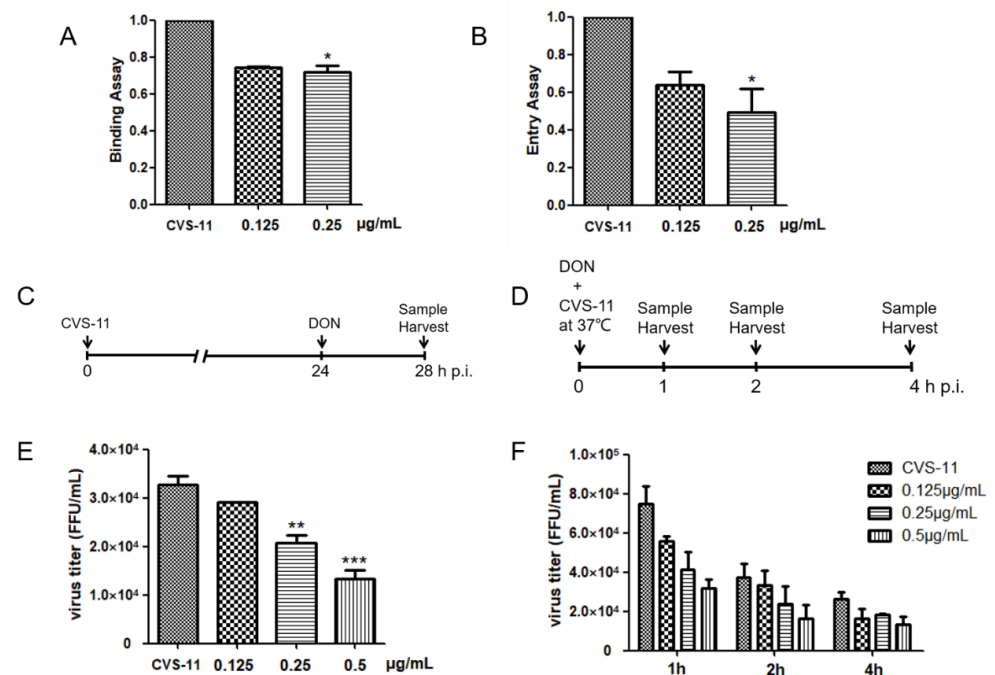 A
1.0
0.8
0.6
0.4
0.2
0.0
Binding Assay
*
CVS-11 0.125 0.25 µg/mL
B
1.0
0.8
0.6
0.4
0.2
0.0
Entry Assay
*
CVS-11 0.125 0.25 µg/mL
C
CVS-11
DON
Sample
Harvest
0 24 28 h p.i.
D
DON
+
CVS-11
at 37℃
Sample
Harvest
Sample
Harvest
Sample
Harvest
0 1 2 4 h p.i.
E
4.0×10⁴
3.0×10⁴
2.0×10⁴
1.0×10⁴
0
virus titer (FFU/mL)
**
***
CVS-11 0.125 0.25 0.5 µg/mL
F
1.0×10⁵
8.0×10⁴
6.0×10⁴
4.0×10⁴
2.0×10⁴
0
virus titer (FFU/mL)
CVS-11
0.125µg/mL
0.25µg/mL
0.5µg/mL
1h 2h 4h